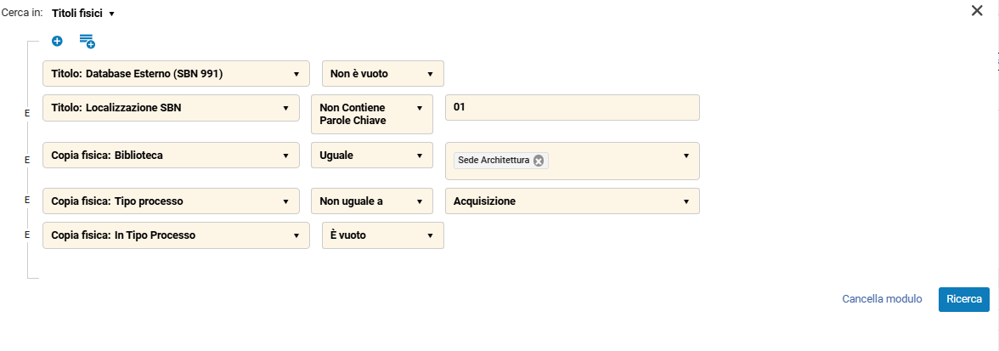 Cerca in: Titoli fisici
Titolo: Database Esterno (SBN 991) Non è vuoto
E Titolo: Localizzazione SBN Non Contiene Parole Chiave 01
E Copia fisica: Biblioteca Uguale Sede Architettura
E Copia fisica: Tipo processo Non uguale a Acquisizione
E Copia fisica: In Tipo Processo È vuoto
Cancella modulo Ricerca